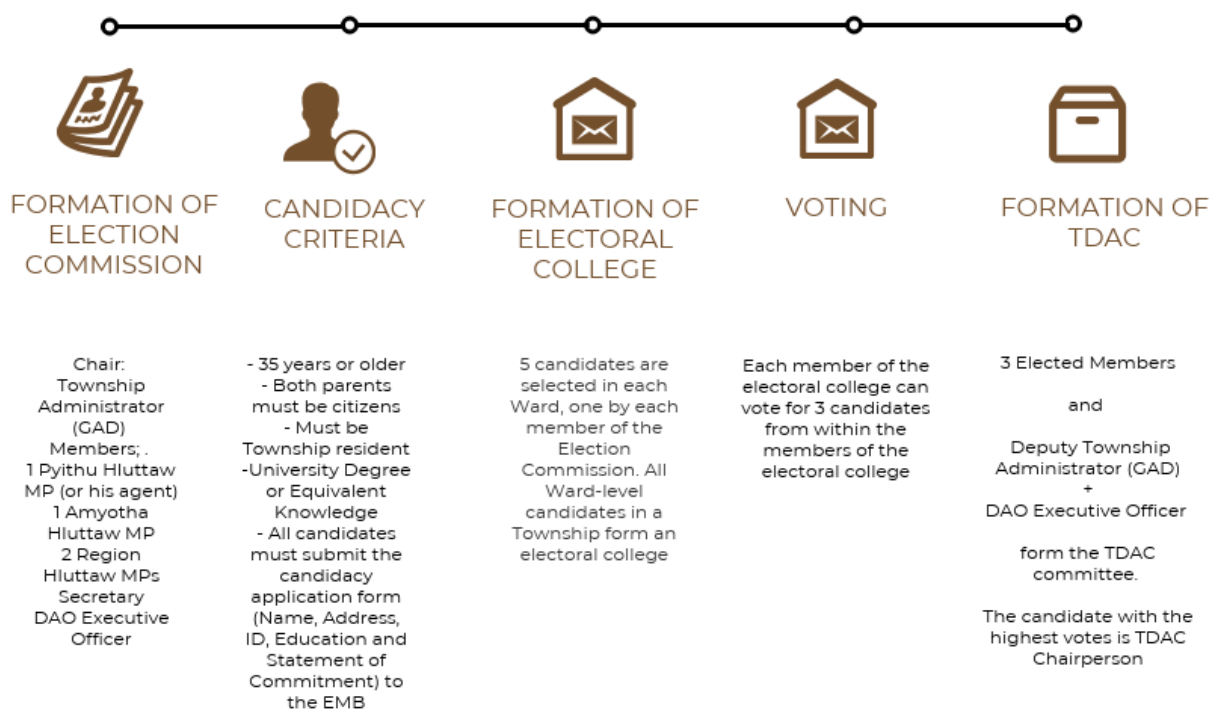 FORMATION OF
ELECTION
COMMISSION
Chair:
Township
Administrator
(GAD)
Members; .
1 Pyithu Hluttaw
MP (or his agent)
1 Amyotha
Hluttaw MP
2 Region
Hluttaw MPs
Secretary
DAO Executive
Officer
CANDIDACY
CRITERIA
- 35 years or older
- Both parents
must be citizens
- Must be
Township resident
-University Degree
or Equivalent
Knowledge
- All candidates
must submit the
candidacy
application form
(Name, Address,
ID, Education and
Statement of
Commitment) to
the EMB
FORMATION OF
ELECTORAL
COLLEGE
5 candidates are
selected in each
Ward, one by each
member of the
Election
Commission. All
Ward-level
candidates in a
Township form an
electoral college
VOTING
Each member of the
electoral college can
vote for 3 candidates
from within the
members of the
electoral college
FORMATION OF
TDAC
3 Elected Members
and
Deputy Township
Administrator (GAD)
+
DAO Executive Officer
form the TDAC
committee.
The candidate with the
highest votes is TDAC
Chairperson